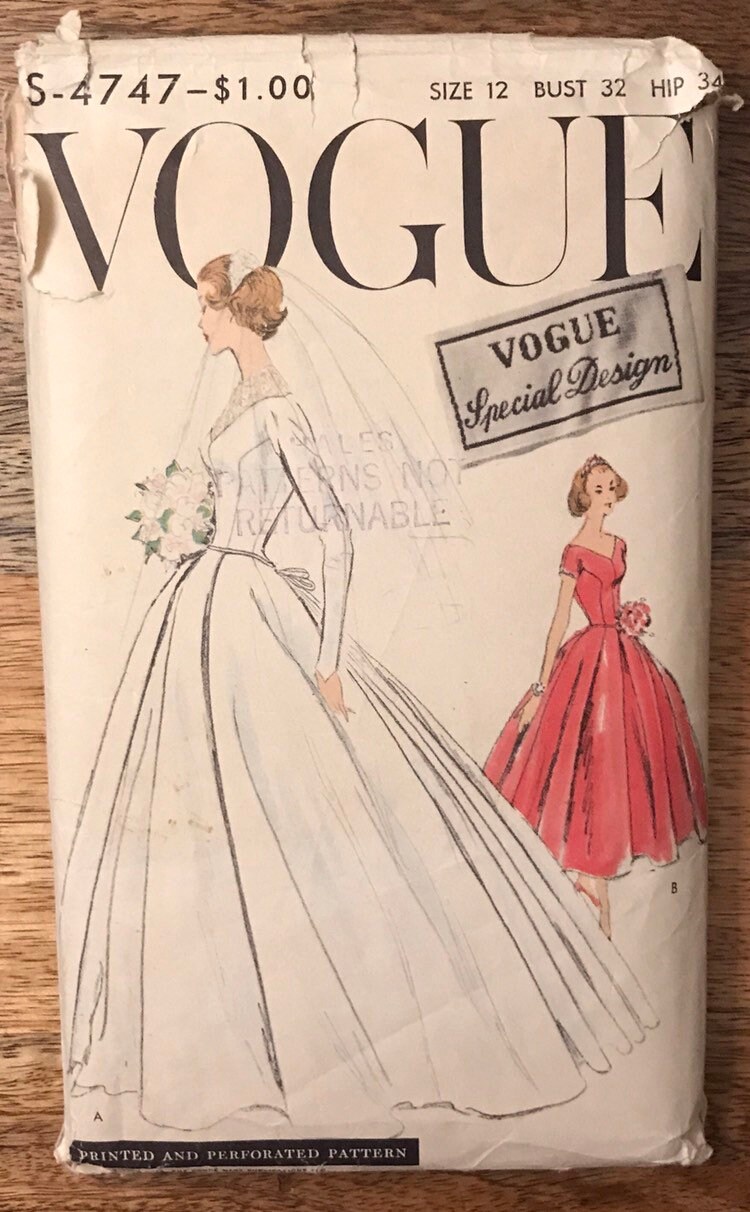 S-4747-$1.00 SIZE 12 BUST 32 HIP 34
VOGUE
VOGUE
Special Design
PATTERNS NOT
RETURNABLE
B
A
PRINTED AND PERFORATED PATTERN